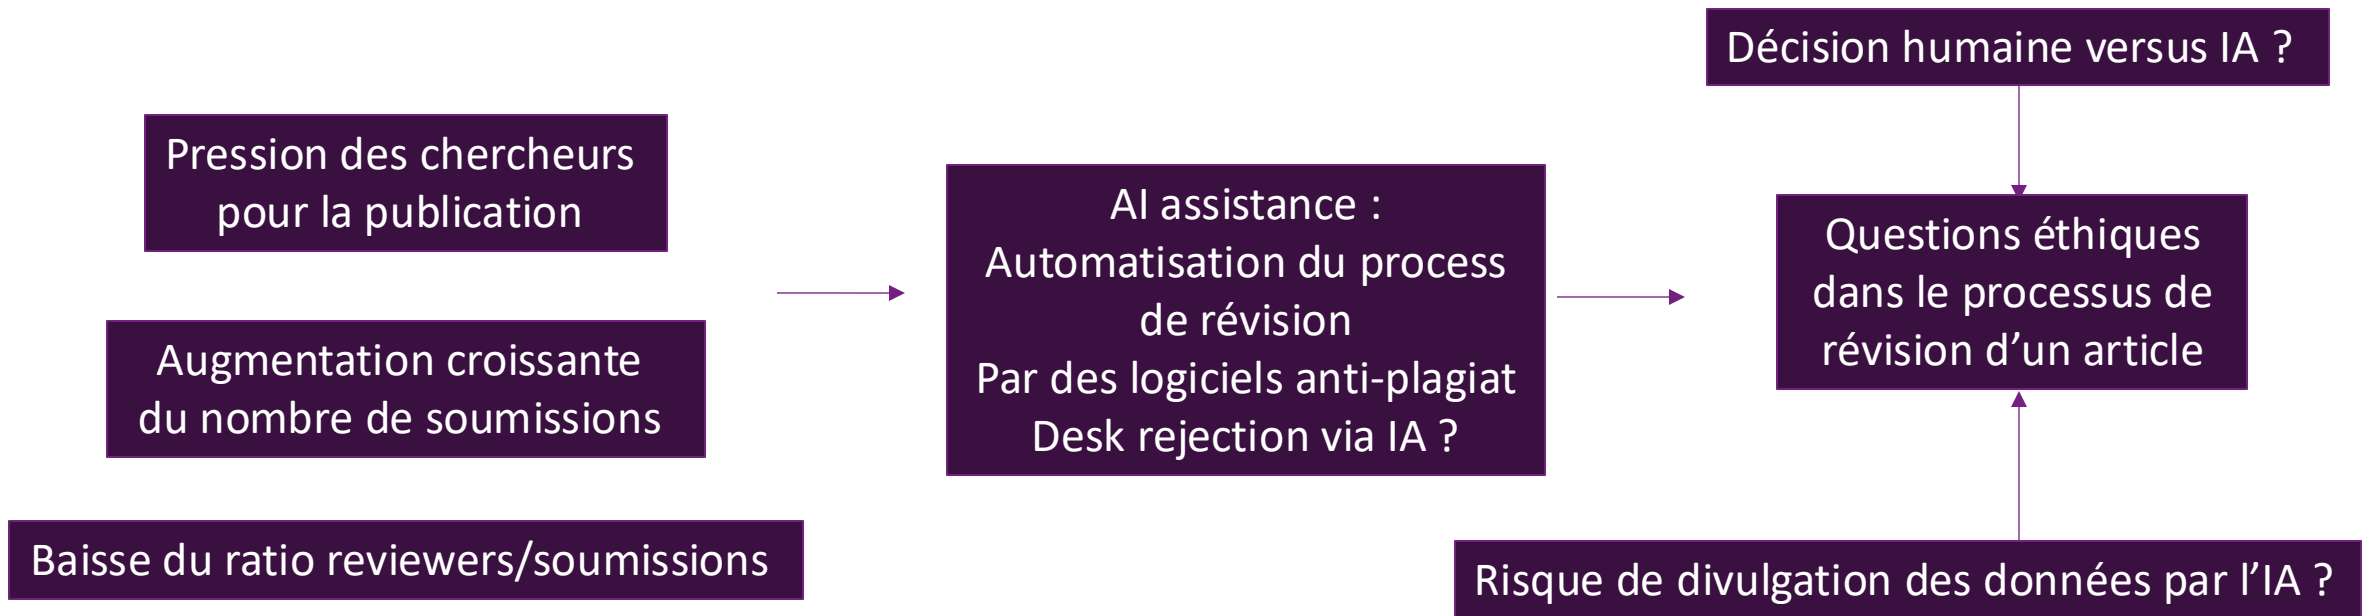 Pression des chercheurs
pour la publication
Augmentation croissante
du nombre de soumissions
Baisse du ratio reviewers/soumissions
AI assistance :
Automatisation du process
de révision
Par des logiciels anti-plagiat
Desk rejection via IA ?
Décision humaine versus IA ?
Questions éthiques
dans le processus de
révision d’un article
Risque de divulgation des données par l’IA ?